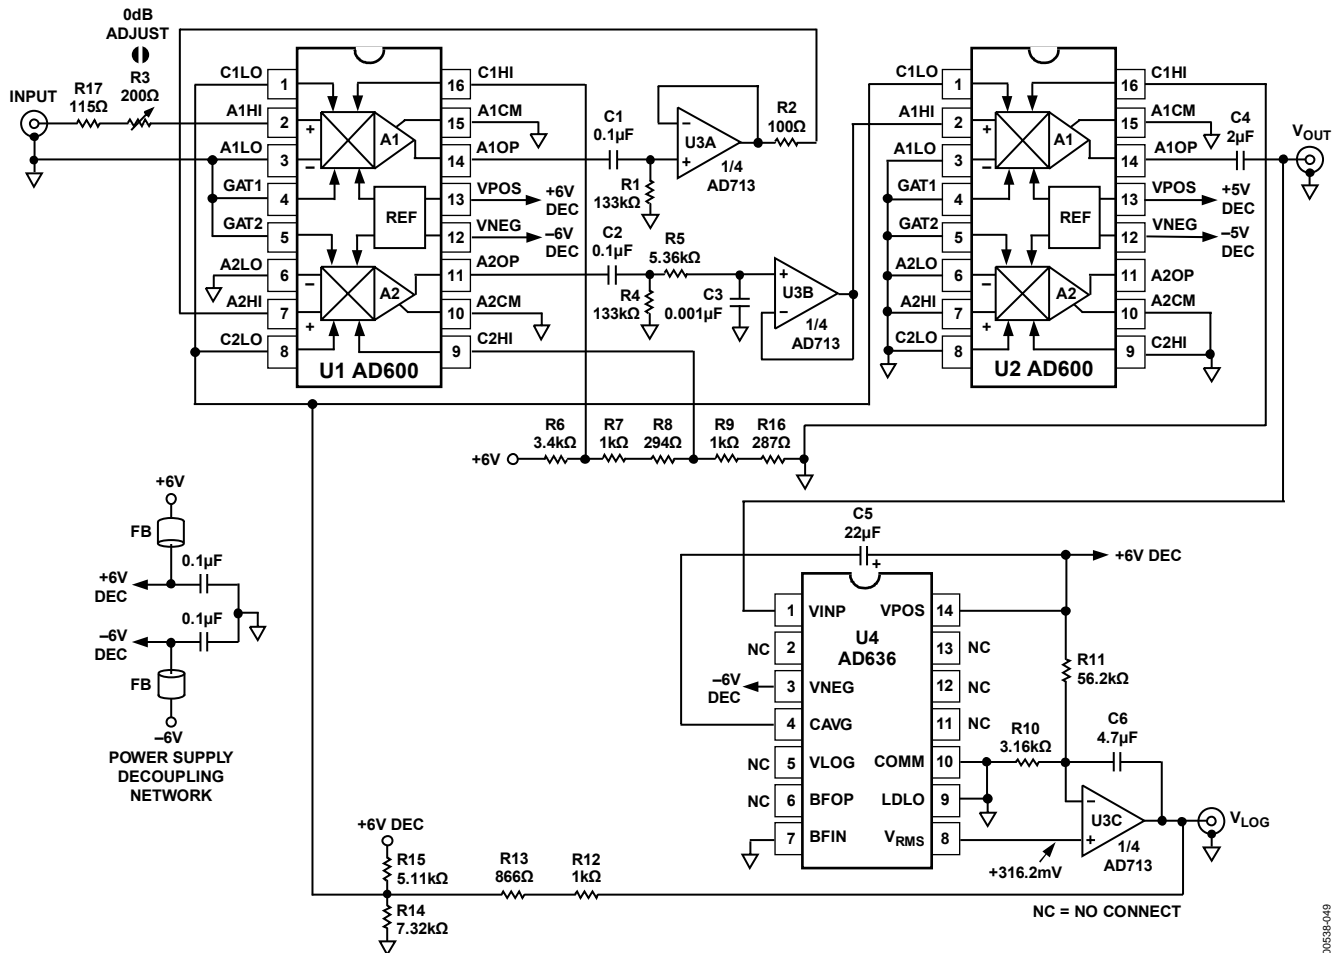 0dB
ADJUST
INPUT
R17
115Ω
R3
200Ω
C1LO
A1HI
A1LO
GAT1
GAT2
A2LO
A2HI
C2LO
1
2
3
4
5
6
7
8
+
–
A1
REF
–
A2
+
16
15
14
13
12
11
10
9
C1HI
A1CM
A1OP
VPOS
VNEG
A2OP
A2CM
C2HI
U1 AD600
+6V
DEC
–6V
DEC
C1
0.1µF
R1
133kΩ
–
+
U3A
1/4
AD713
R2
100Ω
C2
0.1µF
R5
5.36kΩ
R4
133kΩ
C3
0.001µF
+
–
U3B
1/4
AD713
C1LO
A1HI
A1LO
GAT1
GAT2
A2LO
A2HI
C2LO
1
2
3
4
5
6
7
8
+
–
A1
REF
–
A2
+
16
15
14
13
12
11
10
9
C1HI
A1CM
A1OP
VPOS
VNEG
A2OP
A2CM
C2HI
U2 AD600
+5V
DEC
–5V
DEC
C4
2µF
VOUT
+6V
R6
3.4kΩ
R7
1kΩ
R8
294Ω
R9
1kΩ
R16
287Ω
+6V
FB
0.1µF
+6V
DEC
0.1µF
–6V
DEC
FB
–6V
POWER SUPPLY
DECOUPLING
NETWORK
C5
22µF
+
+6V DEC
1 VINP
2
3 VNEG
4 CAVG
5 VLOG
6 BFOP
7 BFIN
NC
–6V
DEC
NC
NC
U4
AD636
VPOS 14
13 NC
12 NC
11 NC
COMM 10
LDLO 9
VRMS 8
R11
56.2kΩ
R10
3.16kΩ
C6
4.7µF
–
+
U3C
1/4
AD713
+316.2mV
VLOG
+6V DEC
R15
5.11kΩ
R14
7.32kΩ
R13
866Ω
R12
1kΩ
NC = NO CONNECT
00538-049